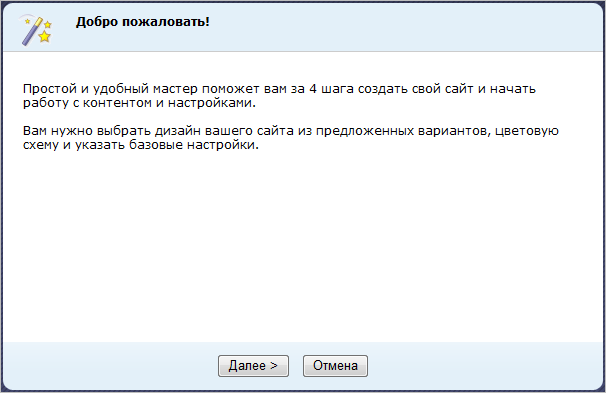 Добро пожаловать!
Простой и удобный мастер поможет вам за 4 шага создать свой сайт и начать
работу с контентом и настройками.
Вам нужно выбрать дизайн вашего сайта из предложенных вариантов, цветовую
схему и указать базовые настройки.
Далее > Отмена